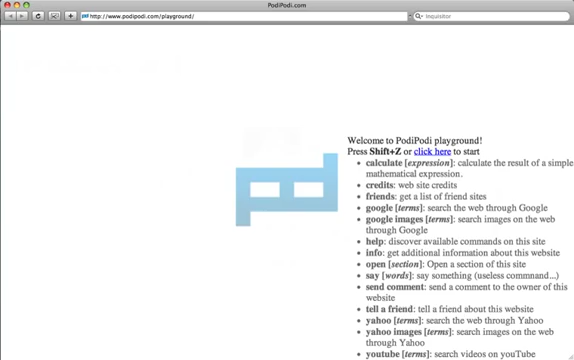 PodiPodi.com
http://www.podipodi.com/playground/
Inquisitor
Welcome to PodiPodi playground!
Press Shift+Z or click here to start
• calculate [expression]: calculate the result of a simple
mathematical expression.
• credits: web site credits
• friends: get a list of friend sites
• google [terms]: search the web through Google
• google images [terms]: search images on the web
through Google
• help: discover available commands on this site
• info: get additional information about this website
• open [section]: Open a section of this site
• say [words]: say something (useless commnand...)
• send comment: send a comment to the owner of this
website
• tell a friend: tell a friend about this website
• yahoo [terms]: search the web through Yahoo
• yahoo images [terms]: search images on the web
through Yahoo
• youtube [terms]: search videos on youTube